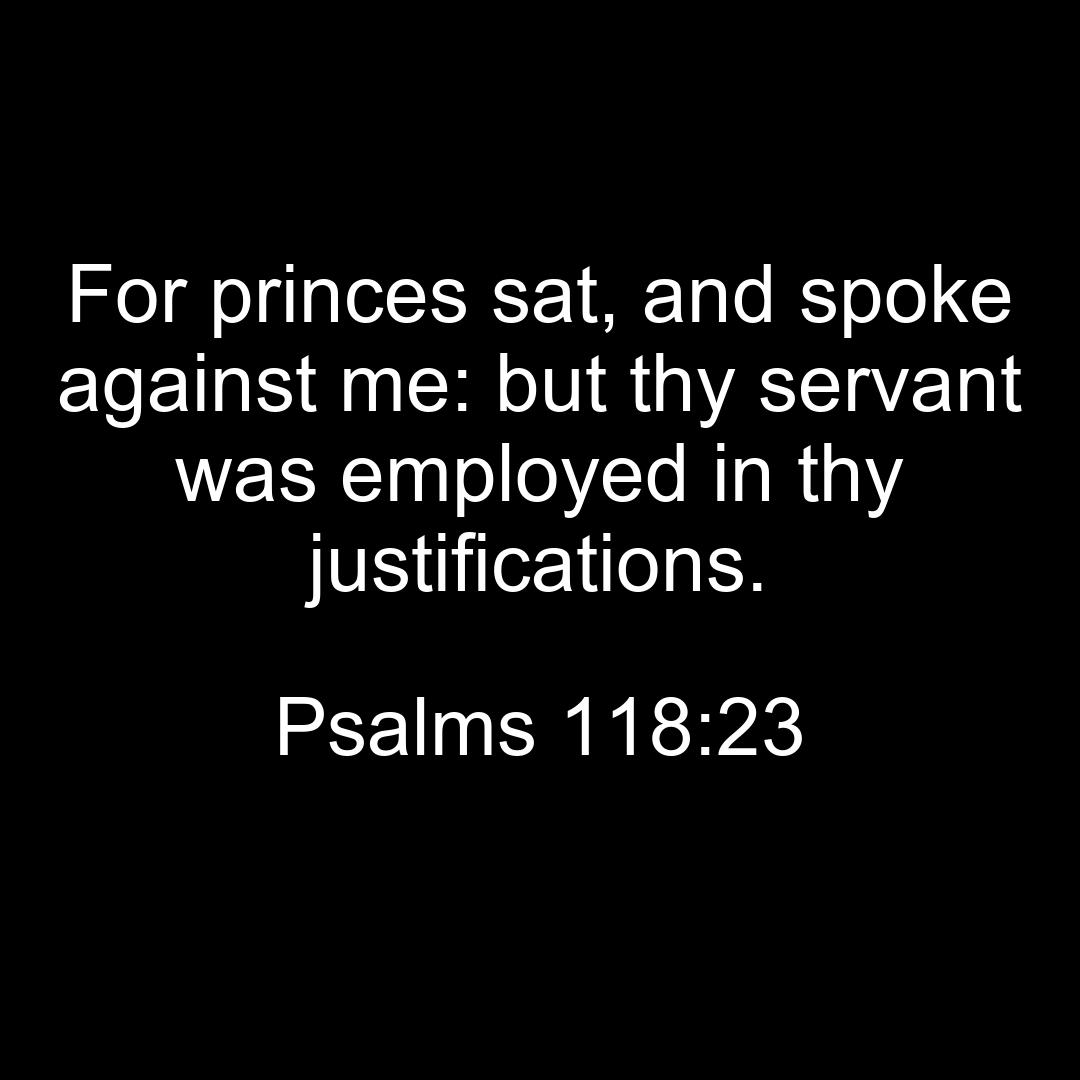 For princes sat, and spoke
against me: but thy servant
was employed in thy
justifications.
Psalms 118:23